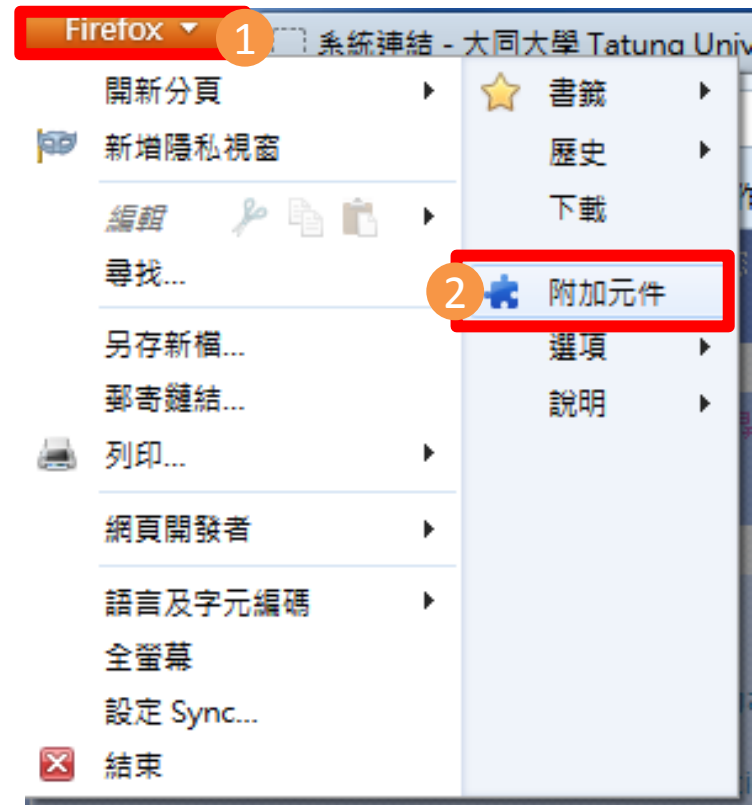 Firefox
1
系統連結 - 大同大學 Tatung Univ
開新分頁
新增隱私視窗
編輯
尋找...
另存新檔...
郵寄鏈結...
列印...
網頁開發者
語言及字元編碼
全螢幕
設定 Sync...
結束
書籤
歷史
下載
2
附加元件
選項
說明